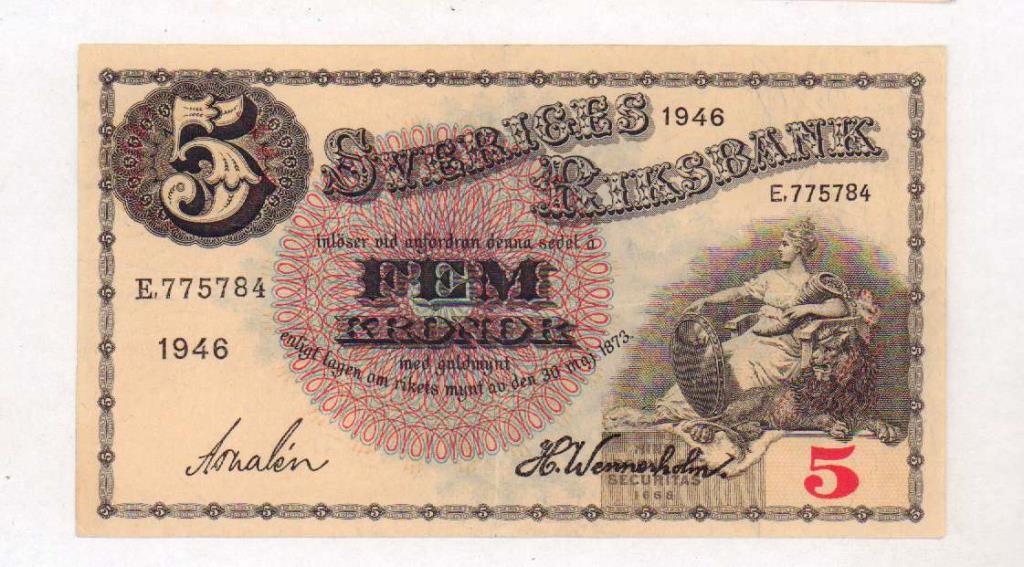 5
SVERIGES 1946
RIKSBANK
E.775784
inlöser vid anfordran denna sedel å
FEM
KRONOR
med guldmynt
enligt lagen om rikets mynt av den 30 maj 1873.
E.775784
1946
H. Wennerholm.
SECURITAS
1668
5